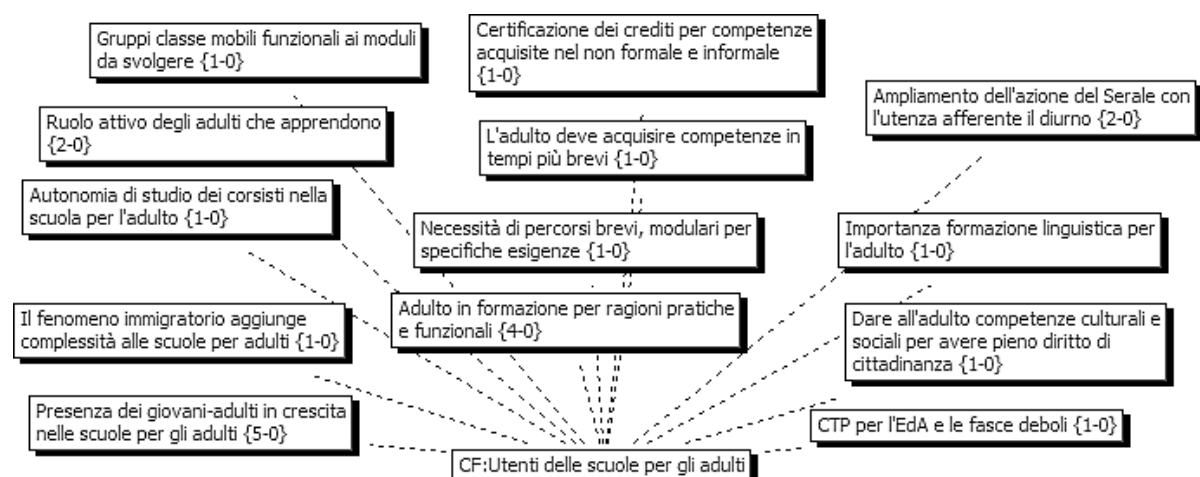 Gruppi classe mobili funzionali ai moduli
da svolgere {1-0}
Certificazione dei crediti per competenze
acquisite nel non formale e informale
{1-0}
Ampliamento dell'azione del Serale con
l'utenza afferente il diurno {2-0}
Ruolo attivo degli adulti che apprendono
{2-0}
L'adulto deve acquisire competenze in
tempi più brevi {1-0}
Autonomia di studio dei corsisti nella
scuola per l'adulto {1-0}
Necessità di percorsi brevi, modulari per
specifiche esigenze {1-0}
Importanza formazione linguistica per
l'adulto {1-0}
Il fenomeno immigratorio aggiunge
complessità alle scuole per adulti {1-0}
Adulto in formazione per ragioni pratiche
e funzionali {4-0}
Dare all'adulto competenze culturali e
sociali per avere pieno diritto di
cittadinanza {1-0}
Presenza dei giovani-adulti in crescita
nelle scuole per gli adulti {5-0}
CTP per l'EdA e le fasce deboli {1-0}
CF:Utenti delle scuole per gli adulti